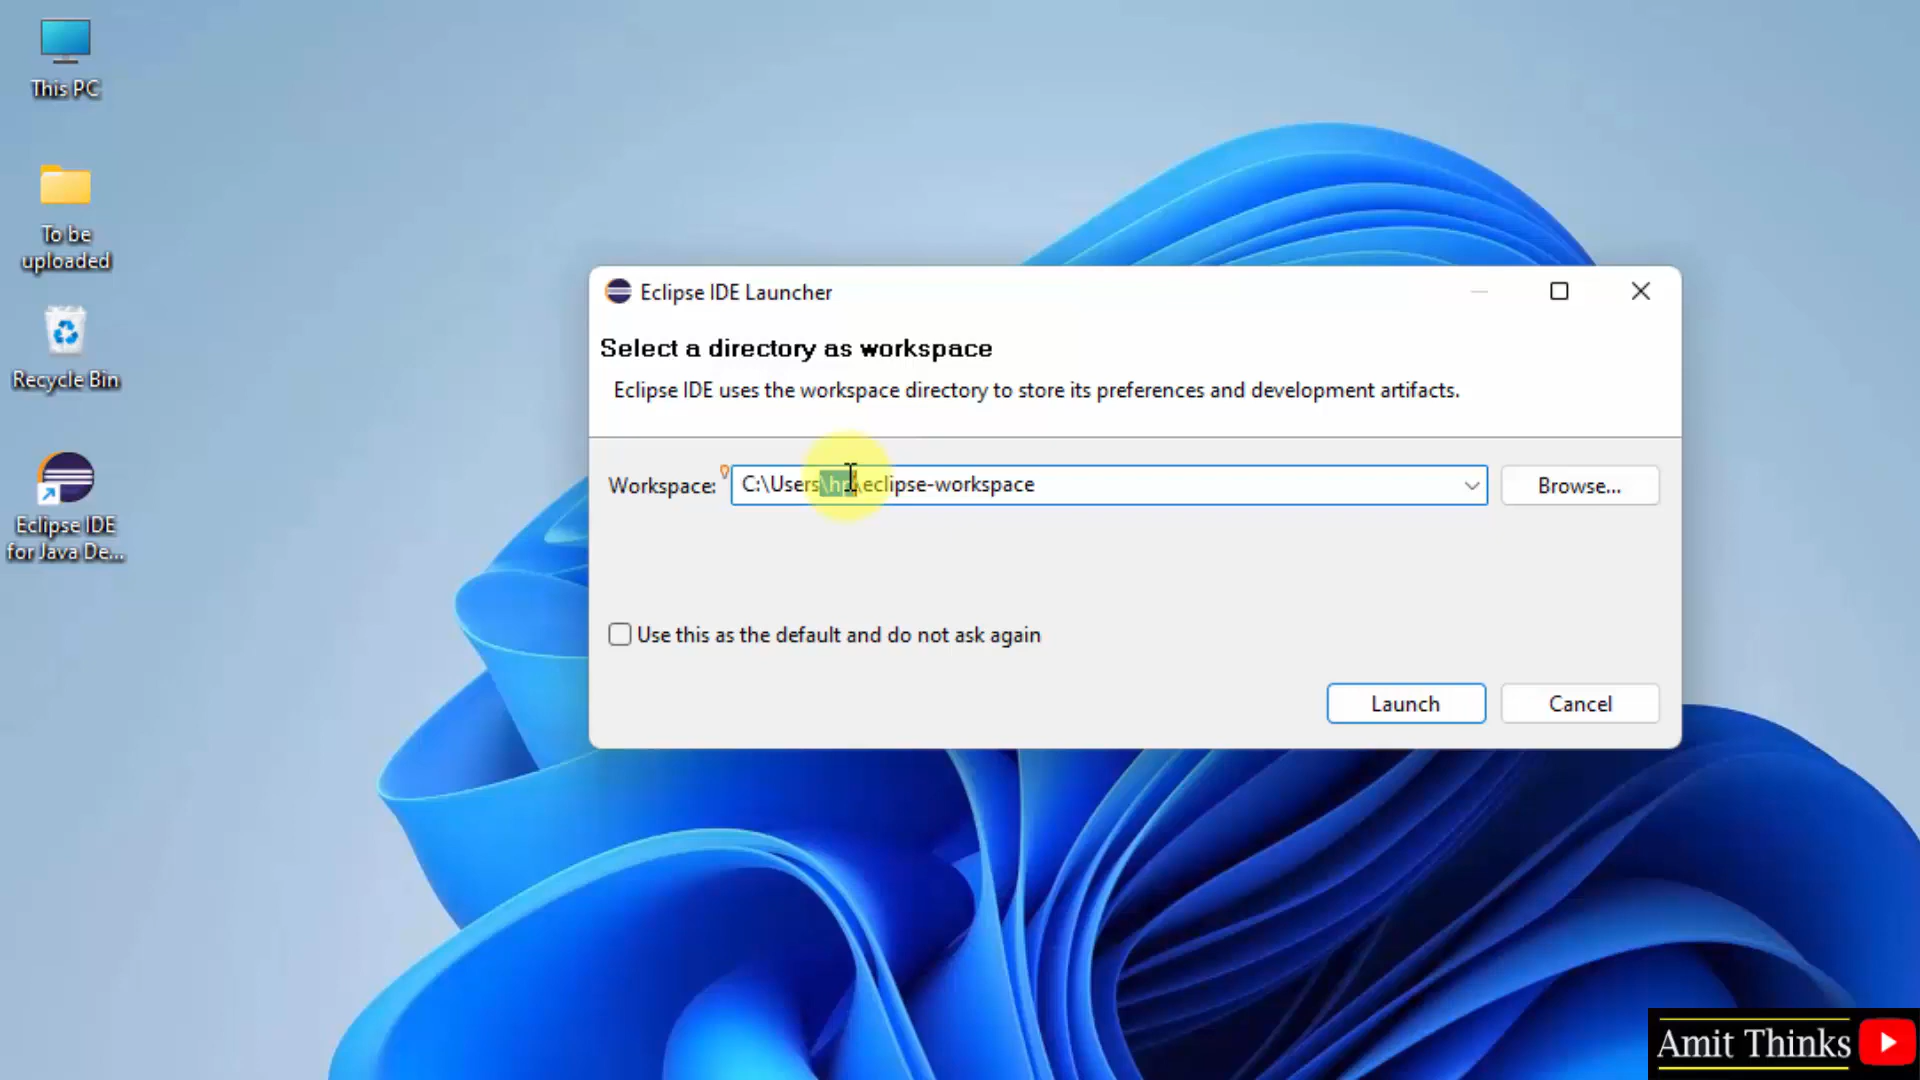 This PC
To be
uploaded
Recycle Bin
Eclipse IDE
for Java De...
Eclipse IDE Launcher
Select a directory as workspace
Eclipse IDE uses the workspace directory to store its preferences and development artifacts.
Workspace: C:\Users\hp\eclipse-workspace Browse...
Use this as the default and do not ask again
Launch Cancel
Amit Thinks